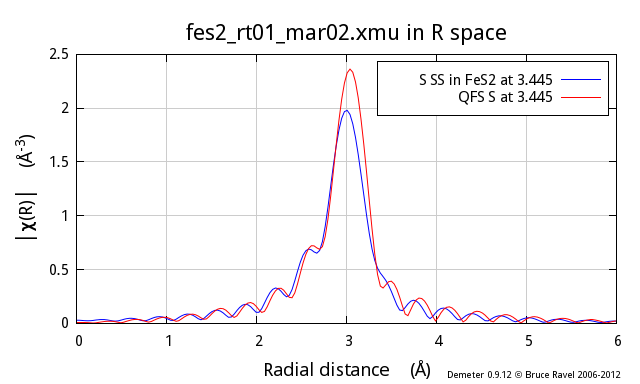 fes2_rt01_mar02.xmu in R space
2.5
2
1.5
1
0.5
0
|χ(R)| (Å-3)
S SS in FeS2 at 3.445
QFS S at 3.445
0 1 2 3 4 5 6
Radial distance (Å)
Demeter 0.9.12 © Bruce Ravel 2006-2012